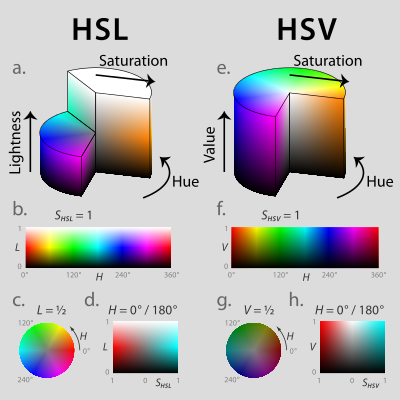 HSL
HSV
a.
Saturation
Lightness
Hue
e.
Saturation
Value
Hue
b.
S_HSL = 1
1
L
0
0°
120°
H
240°
360°
f.
S_HSV = 1
1
V
0
0°
120°
H
240°
360°
c.
L = ½
120°
H
0°
240°
d.
H = 0° / 180°
1
L
0
1
0
S_HSL
1
g.
V = ½
120°
H
0°
240°
h.
H = 0° / 180°
1
V
0
1
0
S_HSV
1